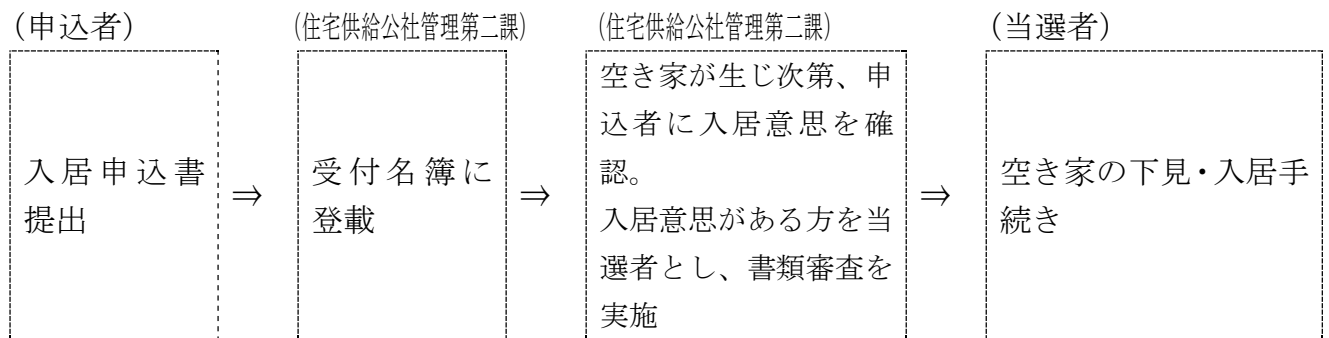 (申込者)
(住宅供給公社管理第二課)
(住宅供給公社管理第二課)
(当選者)
入居申込書
提出
⇒
受付名簿に
登載
⇒
空き家が生じ次第、申
込者に入居意思を確
認。
入居意思がある方を当
選者とし、書類審査を
実施
⇒
空き家の下見・入居手
続き